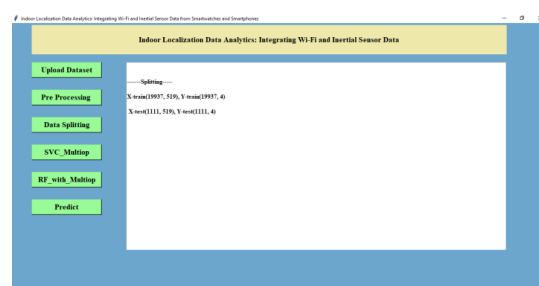 Indoor Localization Data Analytics: Integrating Wi-Fi and Inertial Sensor Data from Smartwatches and Smartphones
Indoor Localization Data Analytics: Integrating Wi-Fi and Inertial Sensor Data
Upload Dataset
Pre Processing
Data Splitting
SVC_Multiop
RF_with_Multiop
Predict
------Splitting------
X-train(19937, 519), Y-train(19937, 4)
X-test(1111, 519), Y-test(1111, 4)